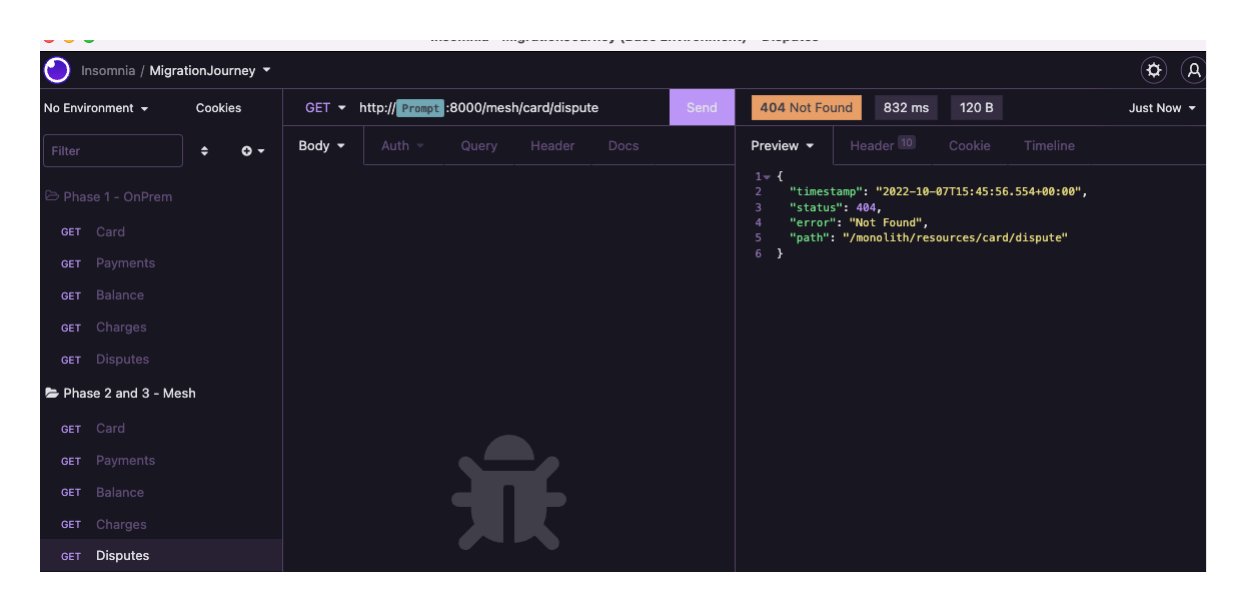 Insomnia / MigrationJourney
No Environment
Cookies
GET http://Prompt:8000/mesh/card/dispute
Send
404 Not Found
832 ms
120 B
Just Now
Filter
Body
Auth
Query
Header
Docs
Preview
Header 10
Cookie
Timeline
Phase 1 - OnPrem
GET Card
GET Payments
GET Balance
GET Charges
GET Disputes
Phase 2 and 3 - Mesh
GET Card
GET Payments
GET Balance
GET Charges
GET Disputes
1 {
2 "timestamp": "2022-10-07T15:45:56.554+00:00",
3 "status": 404,
4 "error": "Not Found",
5 "path": "/monolith/resources/card/dispute"
6 }